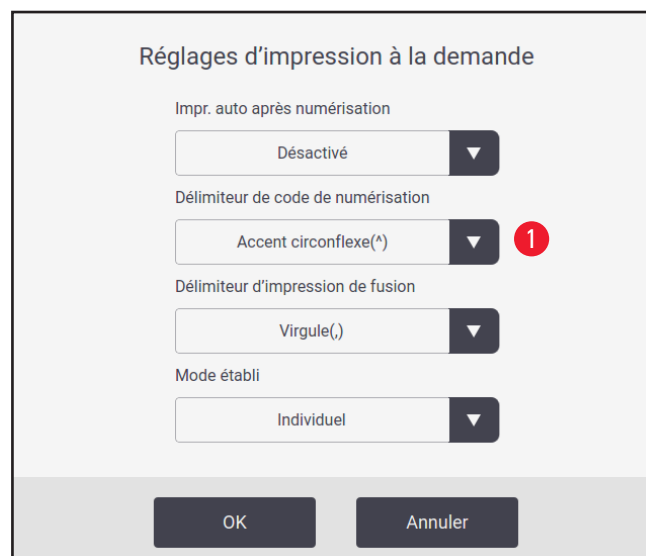 Réglages d’impression à la demande
Impr. auto après numérisation
Désactivé
Délimiteur de code de numérisation
Accent circonflexe(^)
1
Délimiteur d’impression de fusion
Virgule(,)
Mode établi
Individuel
OK
Annuler